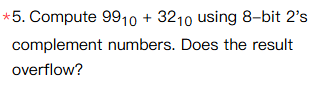 *5. Compute 99₁₀ + 32₁₀ using 8-bit 2's
complement numbers. Does the result
overflow?